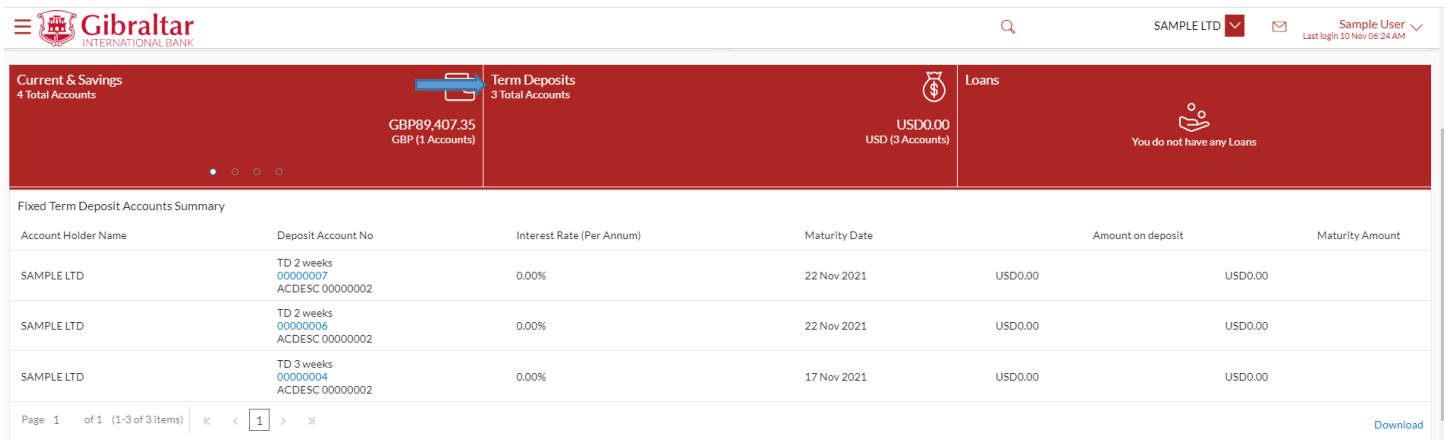 Gibraltar
INTERNATIONAL BANK
SAMPLE LTD
Sample User
Last login 10 Nov 06:24 AM
Current & Savings
4 Total Accounts
GBP89,407.35
GBP (1 Accounts)
Term Deposits
3 Total Accounts
$
USD0.00
USD (3 Accounts)
Loans
You do not have any Loans
Fixed Term Deposit Accounts Summary
Account Holder Name Deposit Account No Interest Rate (Per Annum) Maturity Date Amount on deposit Maturity Amount
TD 2 weeks
SAMPLE LTD 00000007 0.00% 22 Nov 2021 USD0.00 USD0.00
ACDESC 00000002
TD 2 weeks
SAMPLE LTD 00000006 0.00% 22 Nov 2021 USD0.00 USD0.00
ACDESC 00000002
TD 3 weeks
SAMPLE LTD 00000004 0.00% 17 Nov 2021 USD0.00 USD0.00
ACDESC 00000002
Page 1 of 1 (1-3 of 3 items) 1
Download